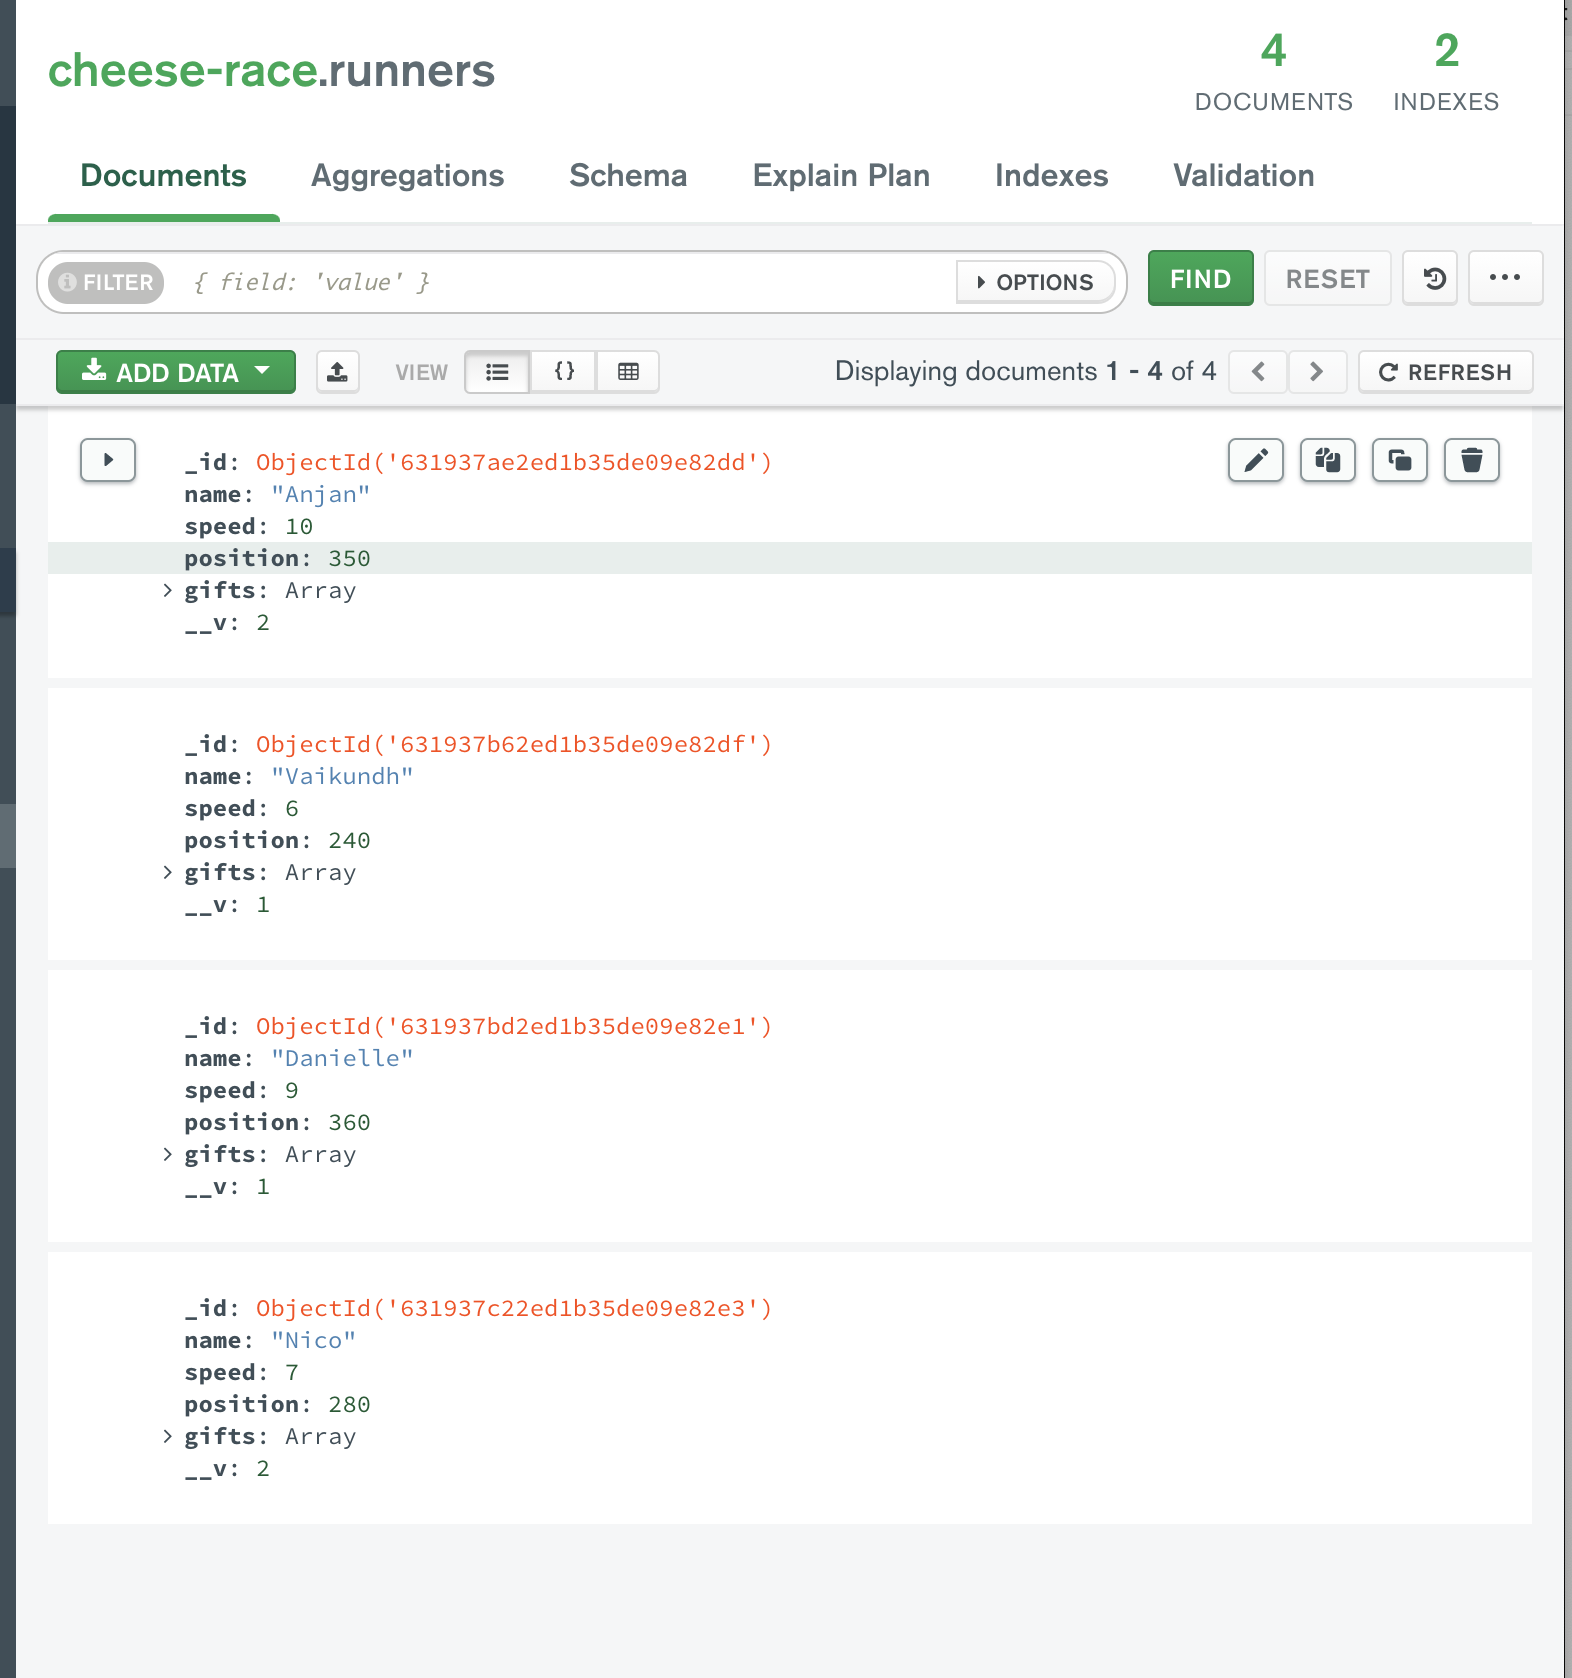 cheese-race.runners
4
DOCUMENTS
2
INDEXES
Documents Aggregations Schema Explain Plan Indexes Validation
FILTER { field: 'value' } OPTIONS FIND RESET ...
ADD DATA VIEW {} Displaying documents 1 - 4 of 4 REFRESH
_id: ObjectId('631937ae2ed1b35de09e82dd')
name: "Anjan"
speed: 10
position: 350
> gifts: Array
__v: 2
_id: ObjectId('631937b62ed1b35de09e82df')
name: "Vaikundh"
speed: 6
position: 240
> gifts: Array
__v: 1
_id: ObjectId('631937bd2ed1b35de09e82e1')
name: "Danielle"
speed: 9
position: 360
> gifts: Array
__v: 1
_id: ObjectId('631937c22ed1b35de09e82e3')
name: "Nico"
speed: 7
position: 280
> gifts: Array
__v: 2